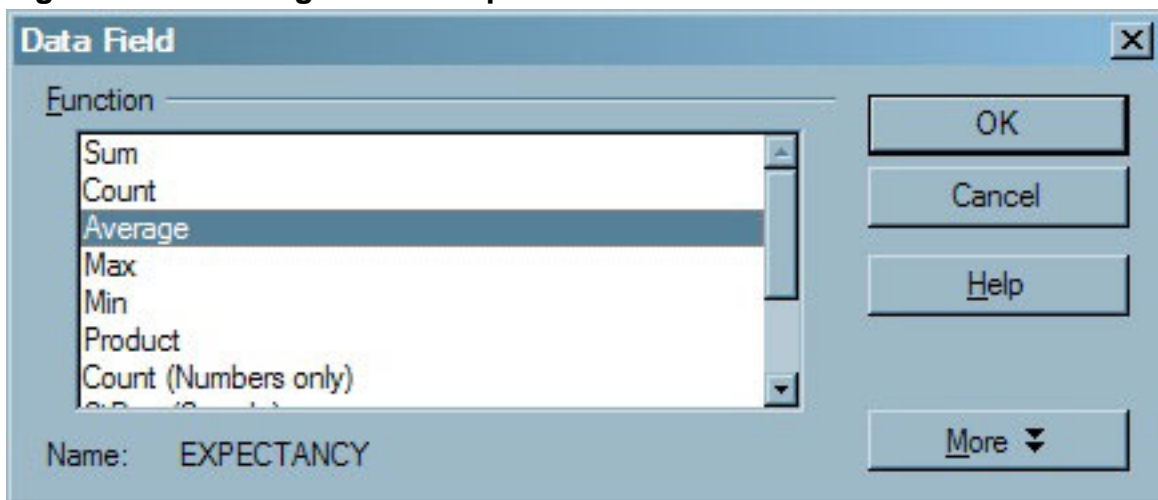 Data Field
Function
Sum
Count
Average
Max
Min
Product
Count (Numbers only)
Name: EXPECTANCY
OK
Cancel
Help
More